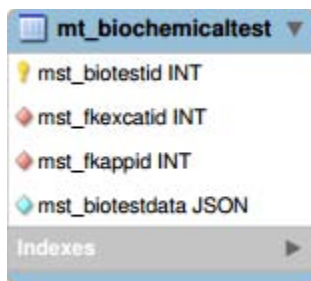 mt_biochemicaltest
mst_biotestid INT
mst_fkexcatid INT
mst_fkappid INT
mst_biotestdata JSON
Indexes